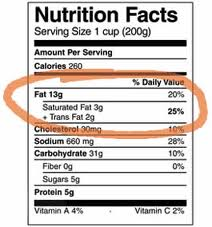 Nutrition Facts
Serving Size 1 cup (200g)
Amount Per Serving
Calories 260
% Daily Value
Fat 13g 20%
Saturated Fat 3g 25%
+ Trans Fat 2g
Cholesterol 30mg 10%
Sodium 660 mg 28%
Carbohydrate 31g 10%
Fiber 0g 0%
Sugars 5g
Protein 5g
Vitamin A 4% Vitamin C 2%